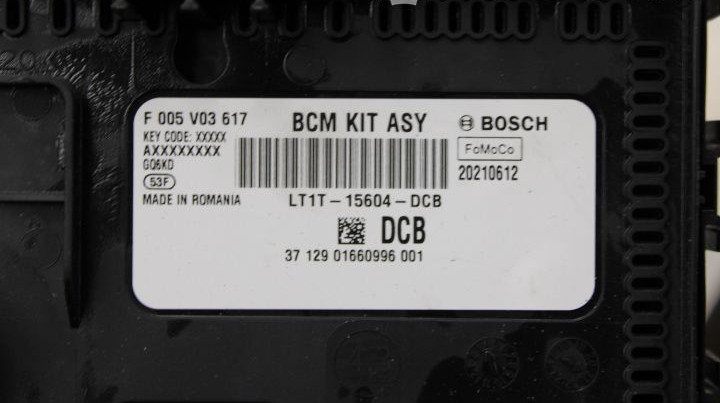 F 005 V03 617 BCM KIT ASY BOSCH
KEY CODE: XXXXX
AXXXXXXXX FoMoCo
GQ6KD 20210612
53F
MADE IN ROMANIA LT1T-15604-DCB
DCB
37 129 01660996 001